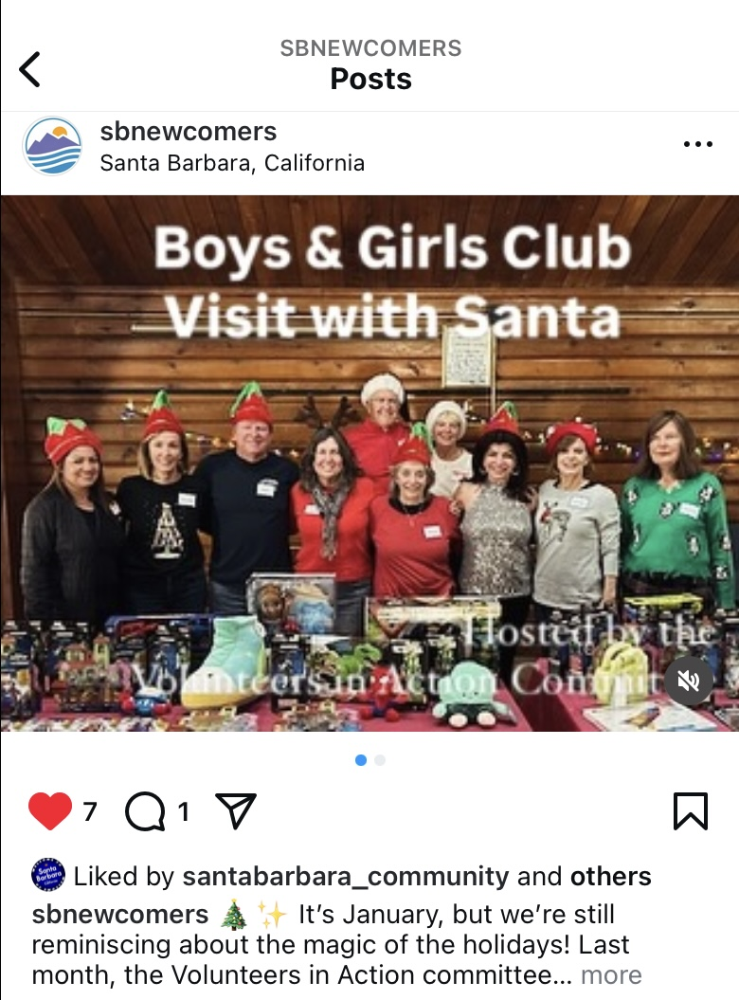 SBNEWCOMERS
Posts
sbnewcomers
Santa Barbara, California
Boys & Girls Club
Visit with Santa
Hosted by the
Volunteers in Action Commit
7
1
Santa
Barbara
Liked by santabarbara_community and others
sbnewcomers 🎄✨ It’s January, but we’re still
reminiscing about the magic of the holidays! Last
month, the Volunteers in Action committee... more